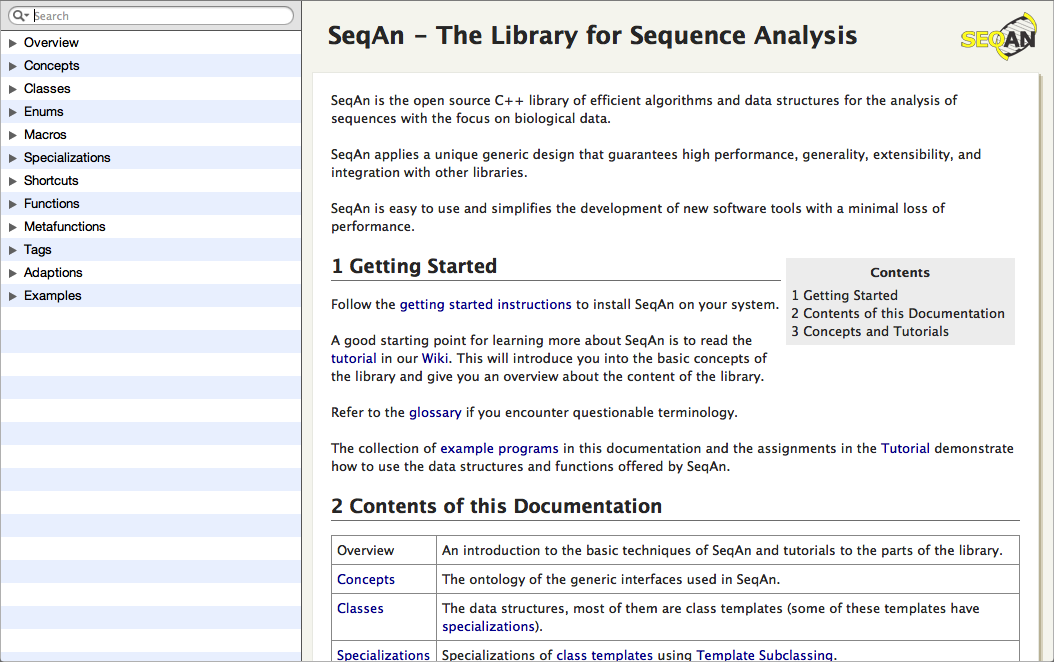 Search
Overview
Concepts
Classes
Enums
Macros
Specializations
Shortcuts
Functions
Metafunctions
Tags
Adaptions
Examples
SeqAn – The Library for Sequence Analysis
SEQAN
SeqAn is the open source C++ library of efficient algorithms and data structures for the analysis of
sequences with the focus on biological data.
SeqAn applies a unique generic design that guarantees high performance, generality, extensibility, and
integration with other libraries.
SeqAn is easy to use and simplifies the development of new software tools with a minimal loss of
performance.
1 Getting Started
Follow the getting started instructions to install SeqAn on your system.
A good starting point for learning more about SeqAn is to read the
tutorial in our Wiki. This will introduce you into the basic concepts of
the library and give you an overview about the content of the library.
Refer to the glossary if you encounter questionable terminology.
The collection of example programs in this documentation and the assignments in the Tutorial demonstrate
how to use the data structures and functions offered by SeqAn.
Contents
1 Getting Started
2 Contents of this Documentation
3 Concepts and Tutorials
2 Contents of this Documentation
Overview An introduction to the basic techniques of SeqAn and tutorials to the parts of the library.
Concepts The ontology of the generic interfaces used in SeqAn.
Classes The data structures, most of them are class templates (some of these templates have
specializations).
Specializations Specializations of class templates using Template Subclassing.